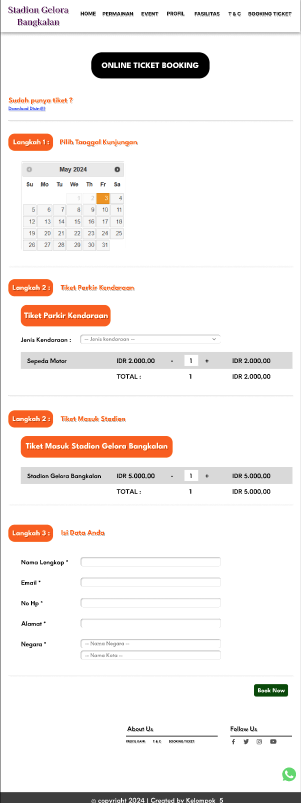 Stadion Gelora
Bangkalan
HOME PERMAINAN EVENT PROFIL FASILITAS T & C BOOKING TICKET
ONLINE TICKET BOOKING
Sudah punya tiket ?
Download Disini!!!
Langkah 1 : Pilih Tanggal Kunjungan
May 2024
Su Mo Tu We Th Fr Sa
1 2 3 4
5 6 7 8 9 10 11
12 13 14 15 16 17 18
19 20 21 22 23 24 25
26 27 28 29 30 31
Langkah 2 : Tiket Parkir Kendaraan
Tiket Parkir Kendaraan
Jenis Kendaraan : -- Jenis kendaraan --
Sepeda Motor IDR 2.000,00 - 1 + IDR 2.000,00
TOTAL : 1 IDR 2.000,00
Langkah 2 : Tiket Masuk Stadion
Tiket Masuk Stadion Gelora Bangkalan
Stadion Gelora Bangkalan IDR 5.000,00 - 1 + IDR 5.000,00
TOTAL : 1 IDR 5.000,00
Langkah 3 : Isi Data Anda
Nama Lengkap *
Email *
No Hp *
Alamat *
Negara * -- Nama Negara --
-- Nama Kota --
Book Now
About Us Follow Us
PROFIL KAMI T & C BOOKING TICKET
© copyright 2024 | Created by Kelompok_5